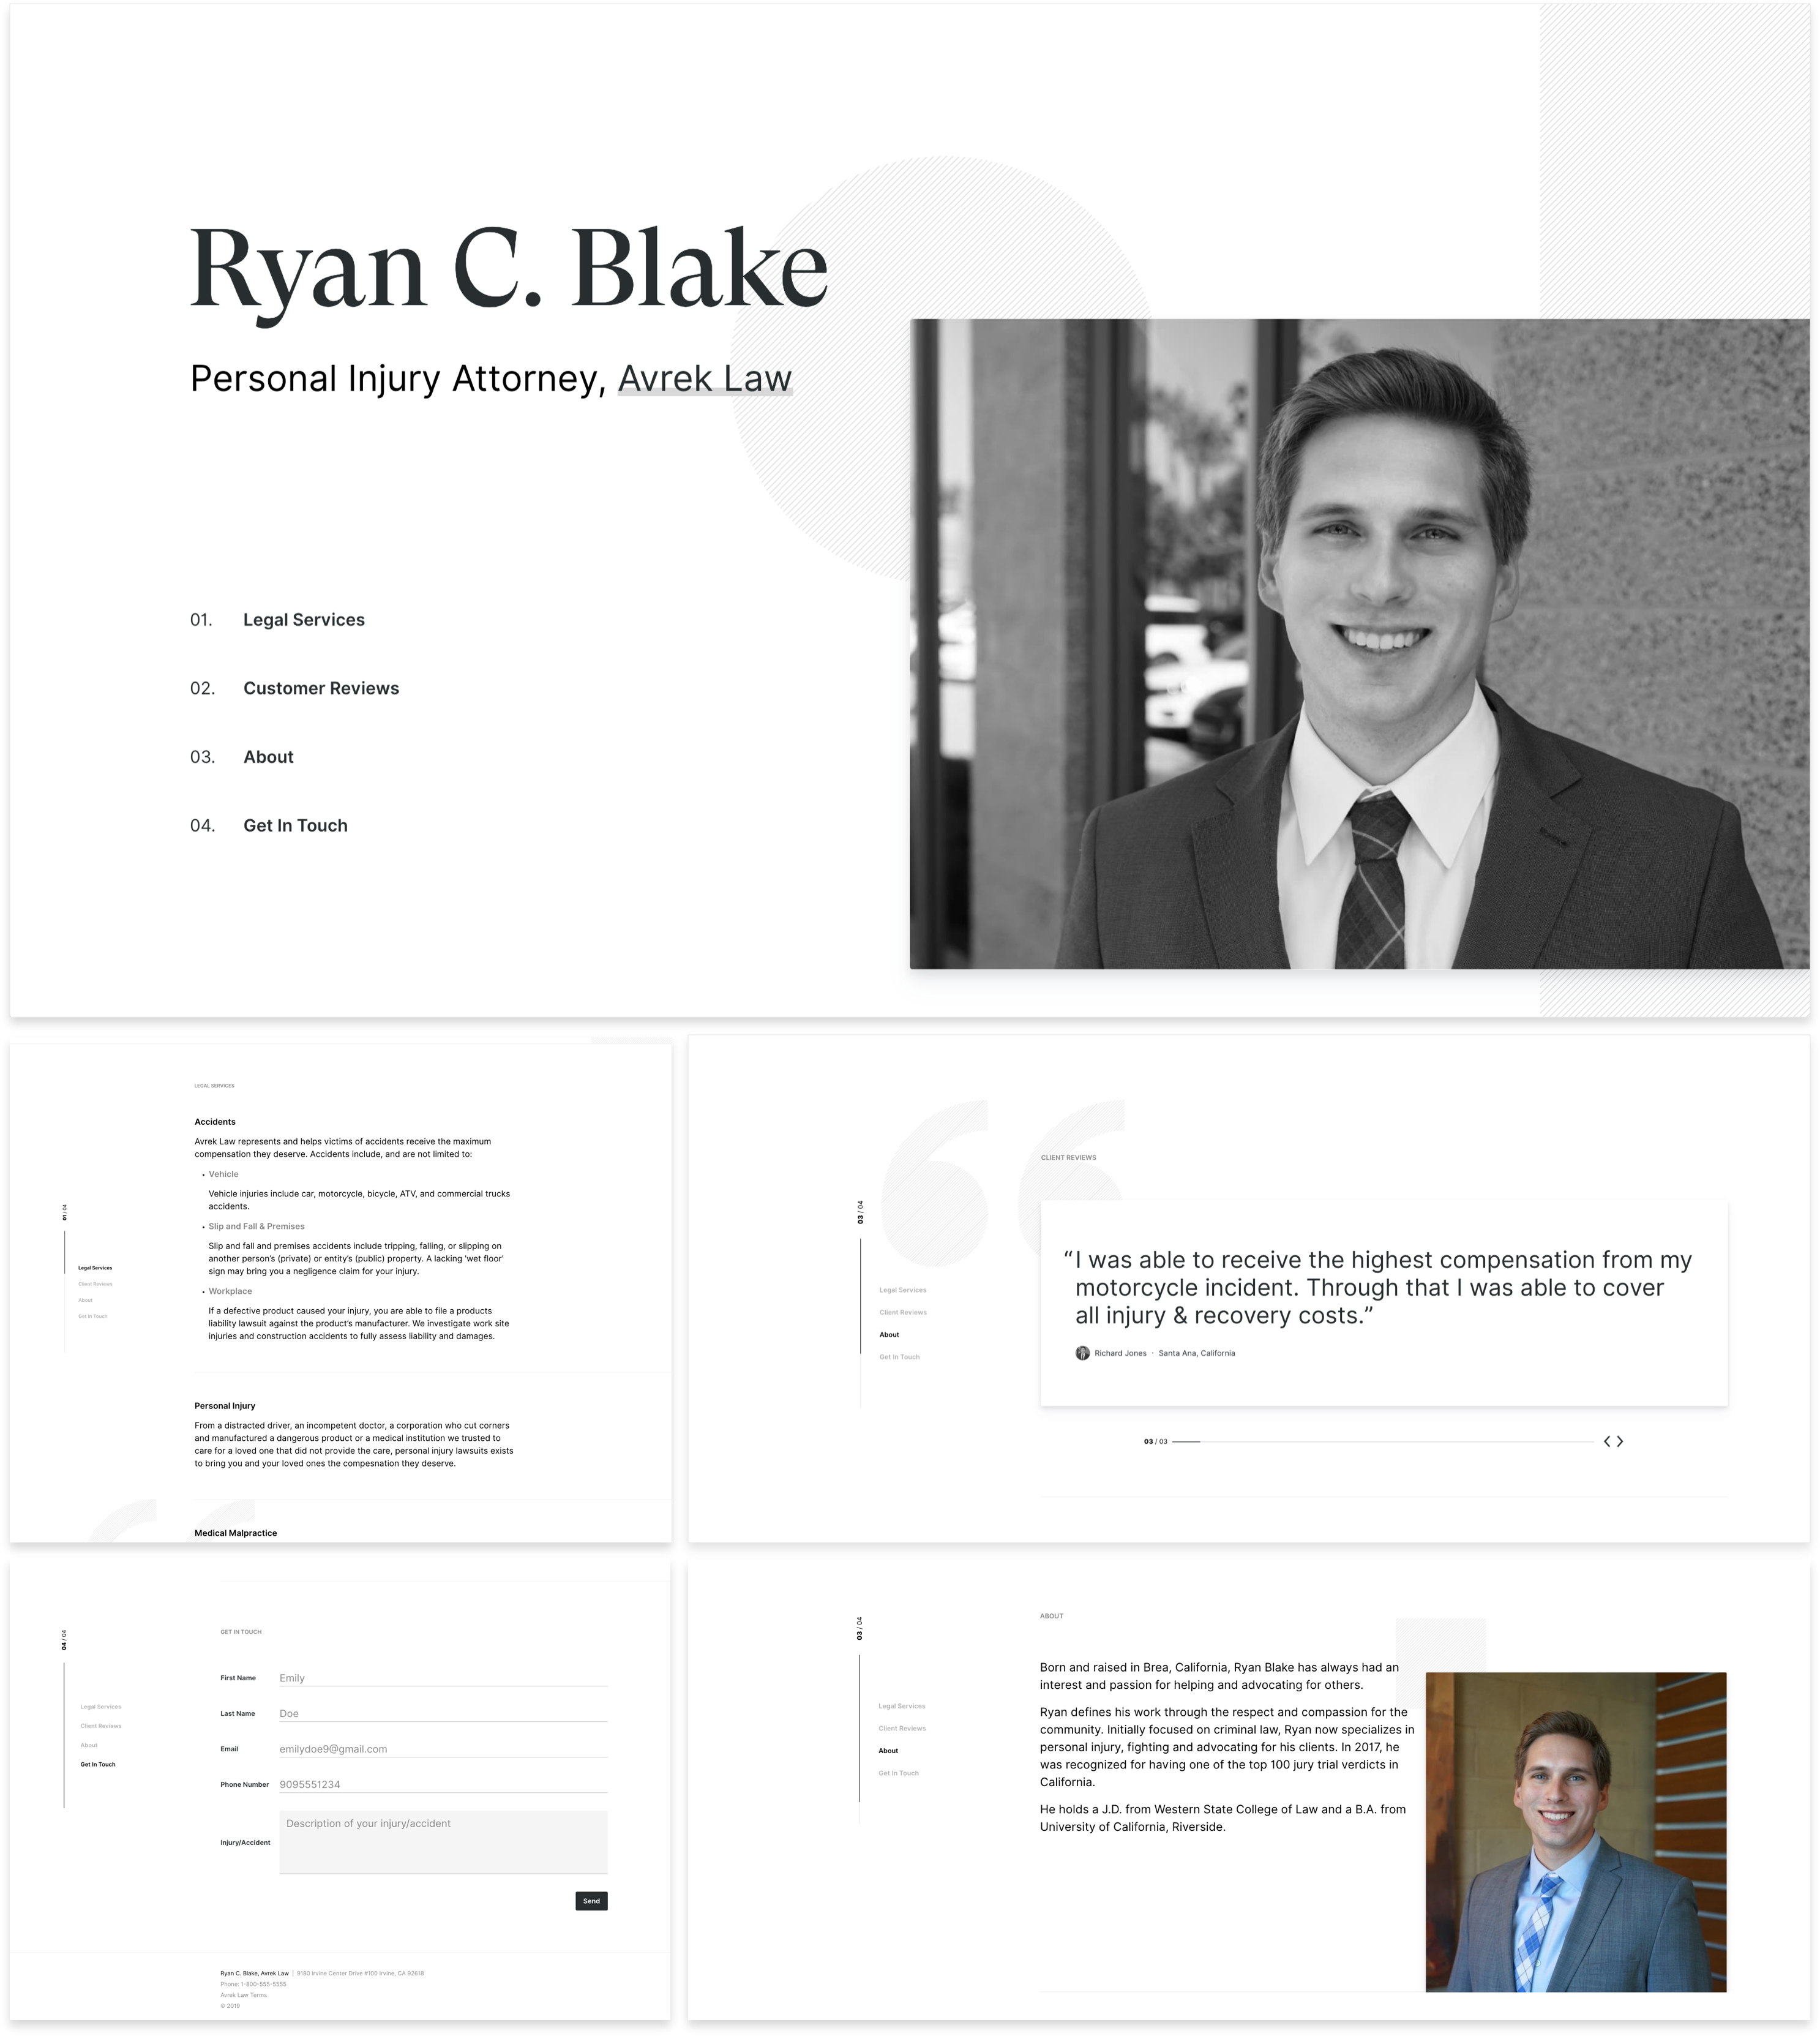 Ryan C. Blake
Personal Injury Attorney, Avrek Law
01. Legal Services
02. Customer Reviews
03. About
04. Get In Touch
LEGAL SERVICES
Accidents
Avrek Law represents and helps victims of accidents receive the maximum
compensation they deserve. Accidents include, and are not limited to:
• Vehicle
Vehicle injuries include car, motorcycle, bicycle, ATV, and commercial trucks
accidents.
• Slip and Fall & Premises
Slip and fall and premises accidents include tripping, falling, or slipping on
another person's (private) or entity's (public) property. A lacking 'wet floor'
sign may bring you a negligence claim for your injury.
• Workplace
If a defective product caused your injury, you are able to file a products
liability lawsuit against the product's manufacturer. We investigate work site
injuries and construction accidents to fully assess liability and damages.
01 / 04
Legal Services
Client Reviews
About
Get In Touch
Personal Injury
From a distracted driver, an incompetent doctor, a corporation who cut corners
and manufactured a dangerous product or a medical institution we trusted to
care for a loved one that did not provide the care, personal injury lawsuits exists
to bring you and your loved ones the compesnation they deserve.
Medical Malpractice
CLIENT REVIEWS
03 / 04
Legal Services
Client Reviews
About
Get In Touch
“I was able to receive the highest compensation from my
motorcycle incident. Through that I was able to cover
all injury & recovery costs.”
Richard Jones · Santa Ana, California
03 / 03
GET IN TOUCH
04 / 04
Legal Services
Client Reviews
About
Get In Touch
First Name Emily
Last Name Doe
Email emilydoe9@gmail.com
Phone Number 9095551234
Injury/Accident Description of your injury/accident
Send
Ryan C. Blake, Avrek Law | 9180 Irvine Center Drive #100 Irvine, CA 92618
Phone: 1-800-555-5555
Avrek Law Terms
© 2019
ABOUT
03 / 04
Legal Services
Client Reviews
About
Get In Touch
Born and raised in Brea, California, Ryan Blake has always had an
interest and passion for helping and advocating for others.
Ryan defines his work through the respect and compassion for the
community. Initially focused on criminal law, Ryan now specializes in
personal injury, fighting and advocating for his clients. In 2017, he
was recognized for having one of the top 100 jury trial verdicts in
California.
He holds a J.D. from Western State College of Law and a B.A. from
University of California, Riverside.